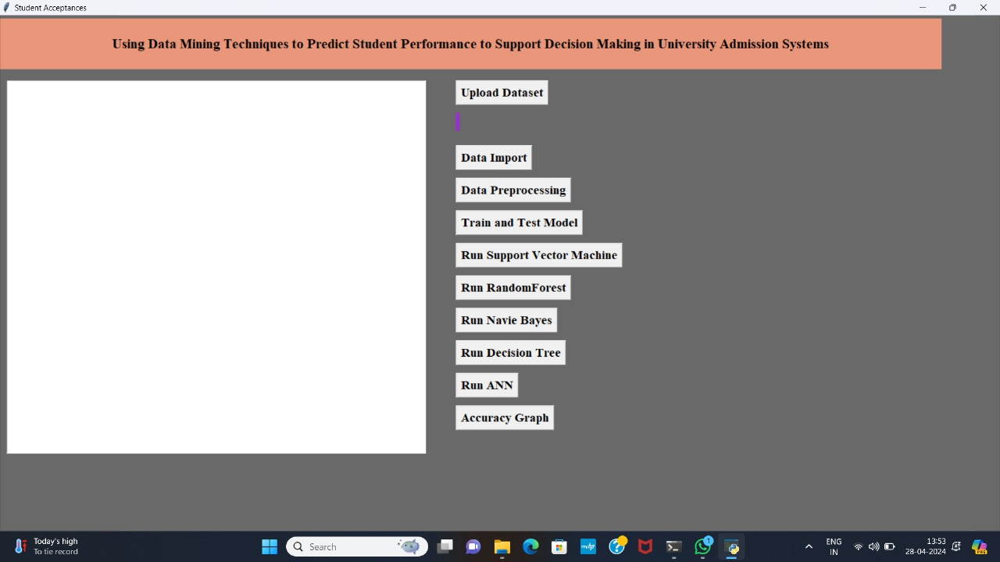 Student Acceptances
Using Data Mining Techniques to Predict Student Performance to Support Decision Making in University Admission Systems
Upload Dataset
Data Import
Data Preprocessing
Train and Test Model
Run Support Vector Machine
Run RandomForest
Run Navie Bayes
Run Decision Tree
Run ANN
Accuracy Graph
Today's high
To tie record
Search
myhp
1
ENG
IN
13:53
28-04-2024
PRE